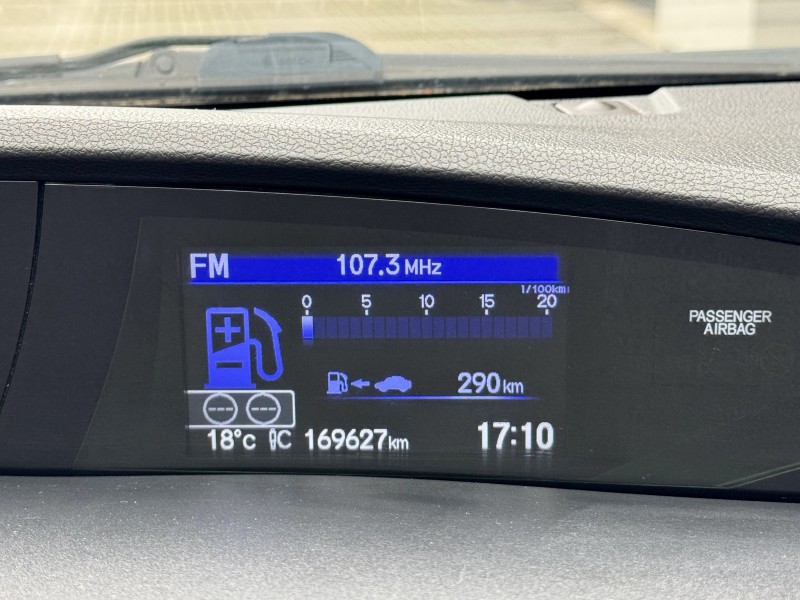 FM 107.3 MHz
l/100km
0 5 10 15 20
PASSENGER
AIRBAG
290 km
18°C C 169627 km 17:10